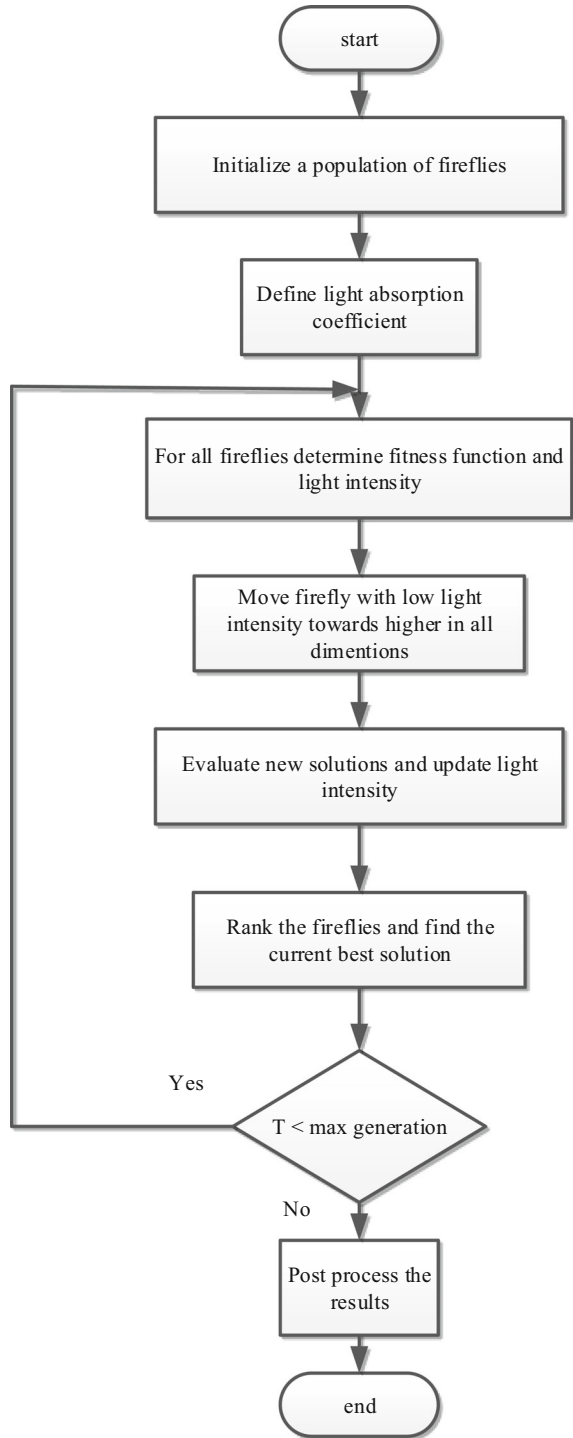 start
Initialize a population of fireflies
Define light absorption
coefficient
For all fireflies determine fitness function and
light intensity
Move firefly with low light
intensity towards higher in all
dimentions
Evaluate new solutions and update light
intensity
Rank the fireflies and find the
current best solution
Yes
T < max generation
No
Post process the
results
end